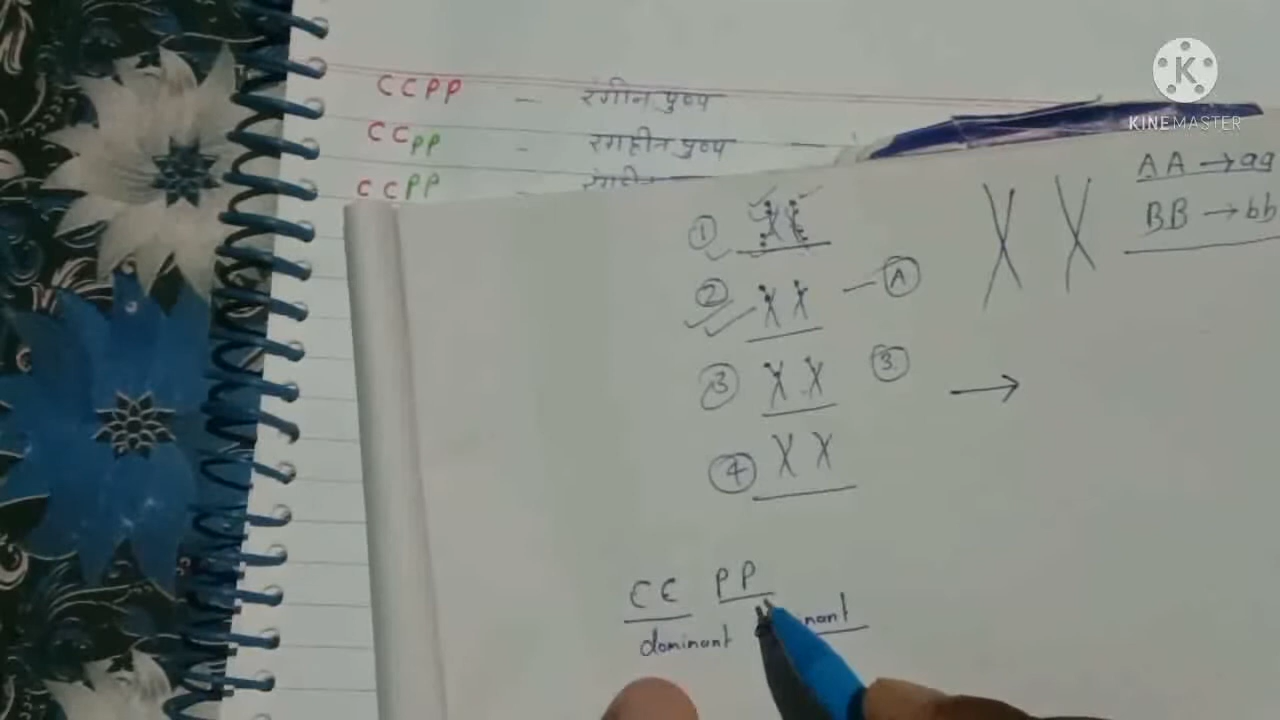 CCPP - रंगीन पुष्प
CCpp - रंगहीन पुष्प
CCPP
KINEMASTER
AA → aa
BB → bb
①
② - Ⓐ
③ ③
→
④
CC PP
dominant